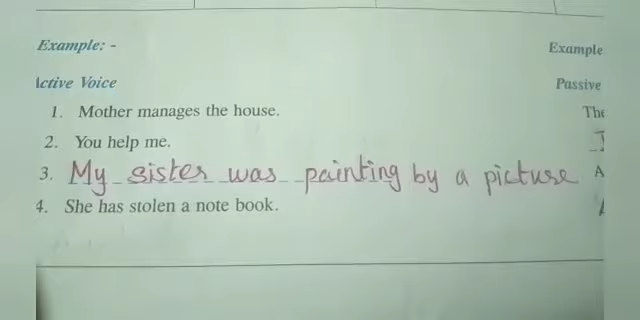 Example: - Example
Active Voice Passive
1. Mother manages the house. The
2. You help me. I
3. My sister was painting by a picture A
4. She has stolen a note book. A